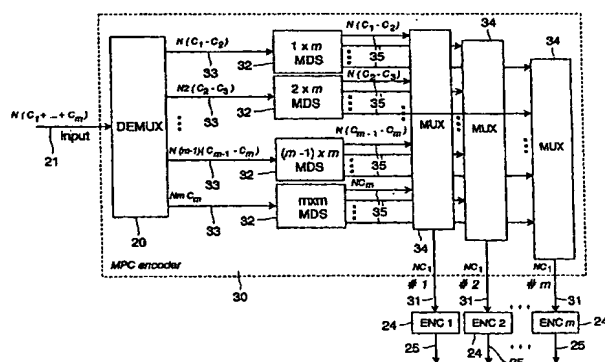 N(C₁+...+Cₘ)
Input
21
DEMUX
20
N(C₁-C₂)
33
N2(C₂-C₃)
33
N(m-1)(Cₘ₋₁-Cₘ)
33
NmCₘ
33
32
1 x m
MDS
32
2 x m
MDS
32
(m-1) x m
MDS
32
mxm
MDS
N(C₁-C₂)
35
N(C₂-C₃)
35
N(Cₘ₋₁-Cₘ)
35
NCₘ
35
34
MUX
34
MUX
34
MUX
MPC encoder
30
NC₁
# 1
31
NC₁
# 2
31
NC₁
# m
31
24
ENC 1
25
24
ENC 2
ENC m
24
25